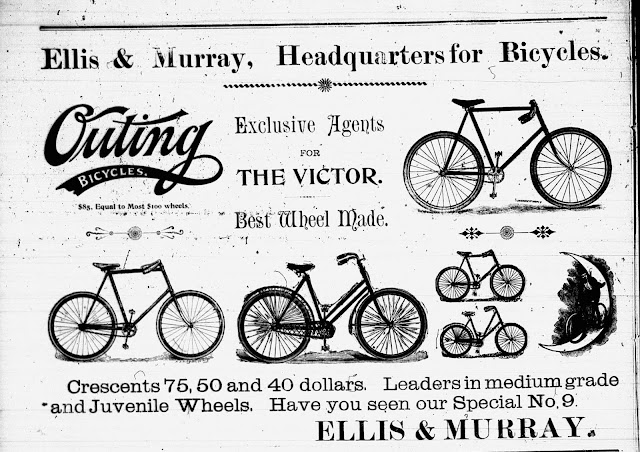 Ellis & Murray, Headquarters for Bicycles.
Outing
BICYCLES.
$85. Equal to Most $100 wheels.
Exclusive Agents
FOR
THE VICTOR.
Best Wheel Made.
Crescents 75, 50 and 40 dollars. Leaders in medium grade
and Juvenile Wheels. Have you seen our Special No. 9.
ELLIS & MURRAY.